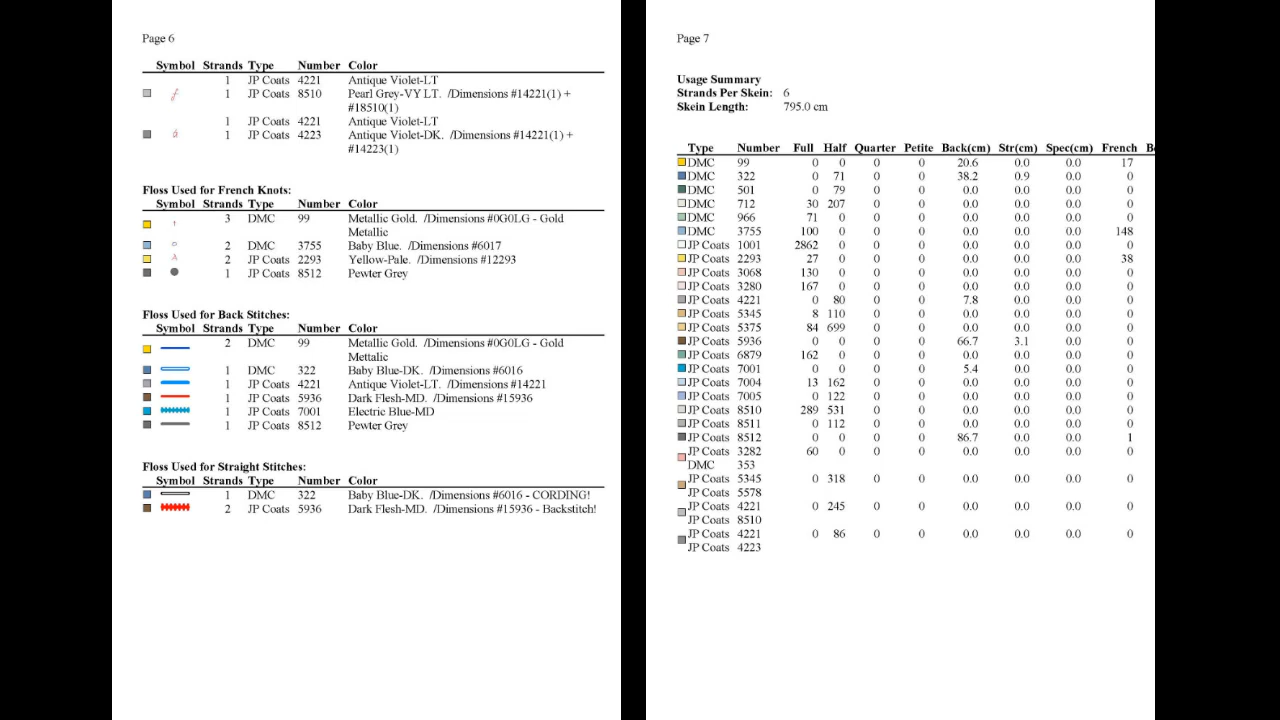 Page 6
Symbol Strands Type Number Color
1 JP Coats 4221 Antique Violet-LT
1 JP Coats 8510 Pearl Grey-VY LT. /Dimensions #14221(1) +
#18510(1)
1 JP Coats 4221 Antique Violet-LT
1 JP Coats 4223 Antique Violet-DK. /Dimensions #14221(1) +
#14223(1)
Floss Used for French Knots:
Symbol Strands Type Number Color
3 DMC 99 Metallic Gold. /Dimensions #0G0LG - Gold
Metallic
2 DMC 3755 Baby Blue. /Dimensions #6017
2 JP Coats 2293 Yellow-Pale. /Dimensions #12293
1 JP Coats 8512 Pewter Grey
Floss Used for Back Stitches:
Symbol Strands Type Number Color
2 DMC 99 Metallic Gold. /Dimensions #0G0LG - Gold
Mettalic
1 DMC 322 Baby Blue-DK. /Dimensions #6016
1 JP Coats 4221 Antique Violet-LT. /Dimensions #14221
1 JP Coats 5936 Dark Flesh-MD. /Dimensions #15936
1 JP Coats 7001 Electric Blue-MD
1 JP Coats 8512 Pewter Grey
Floss Used for Straight Stitches:
Symbol Strands Type Number Color
1 DMC 322 Baby Blue-DK. /Dimensions #6016 - CORDING!
2 JP Coats 5936 Dark Flesh-MD. /Dimensions #15936 - Backstitch!
Page 7
Usage Summary
Strands Per Skein: 6
Skein Length: 795.0 cm
Type Number Full Half Quarter Petite Back(cm) Str(cm) Spec(cm) French
DMC 99 0 0 0 0 20.6 0.0 0.0 17
DMC 322 0 71 0 0 38.2 0.9 0.0 0
DMC 501 0 79 0 0 0.0 0.0 0.0 0
DMC 712 30 207 0 0 0.0 0.0 0.0 0
DMC 966 71 0 0 0 0.0 0.0 0.0 0
DMC 3755 100 0 0 0 0.0 0.0 0.0 148
JP Coats 1001 2862 0 0 0 0.0 0.0 0.0 0
JP Coats 2293 27 0 0 0 0.0 0.0 0.0 38
JP Coats 3068 130 0 0 0 0.0 0.0 0.0 0
JP Coats 3280 167 0 0 0 0.0 0.0 0.0 0
JP Coats 4221 0 80 0 0 7.8 0.0 0.0 0
JP Coats 5345 8 110 0 0 0.0 0.0 0.0 0
JP Coats 5375 84 699 0 0 0.0 0.0 0.0 0
JP Coats 5936 0 0 0 0 66.7 3.1 0.0 0
JP Coats 6879 162 0 0 0 0.0 0.0 0.0 0
JP Coats 7001 0 0 0 0 5.4 0.0 0.0 0
JP Coats 7004 13 162 0 0 0.0 0.0 0.0 0
JP Coats 7005 0 122 0 0 0.0 0.0 0.0 0
JP Coats 8510 289 531 0 0 0.0 0.0 0.0 0
JP Coats 8511 0 112 0 0 0.0 0.0 0.0 0
JP Coats 8512 0 0 0 0 86.7 0.0 0.0 1
JP Coats 3282 60 0 0 0 0.0 0.0 0.0 0
DMC 353
JP Coats 5345 0 318 0 0 0.0 0.0 0.0 0
JP Coats 5578
JP Coats 4221 0 245 0 0 0.0 0.0 0.0 0
JP Coats 8510
JP Coats 4221 0 86 0 0 0.0 0.0 0.0 0
JP Coats 4223